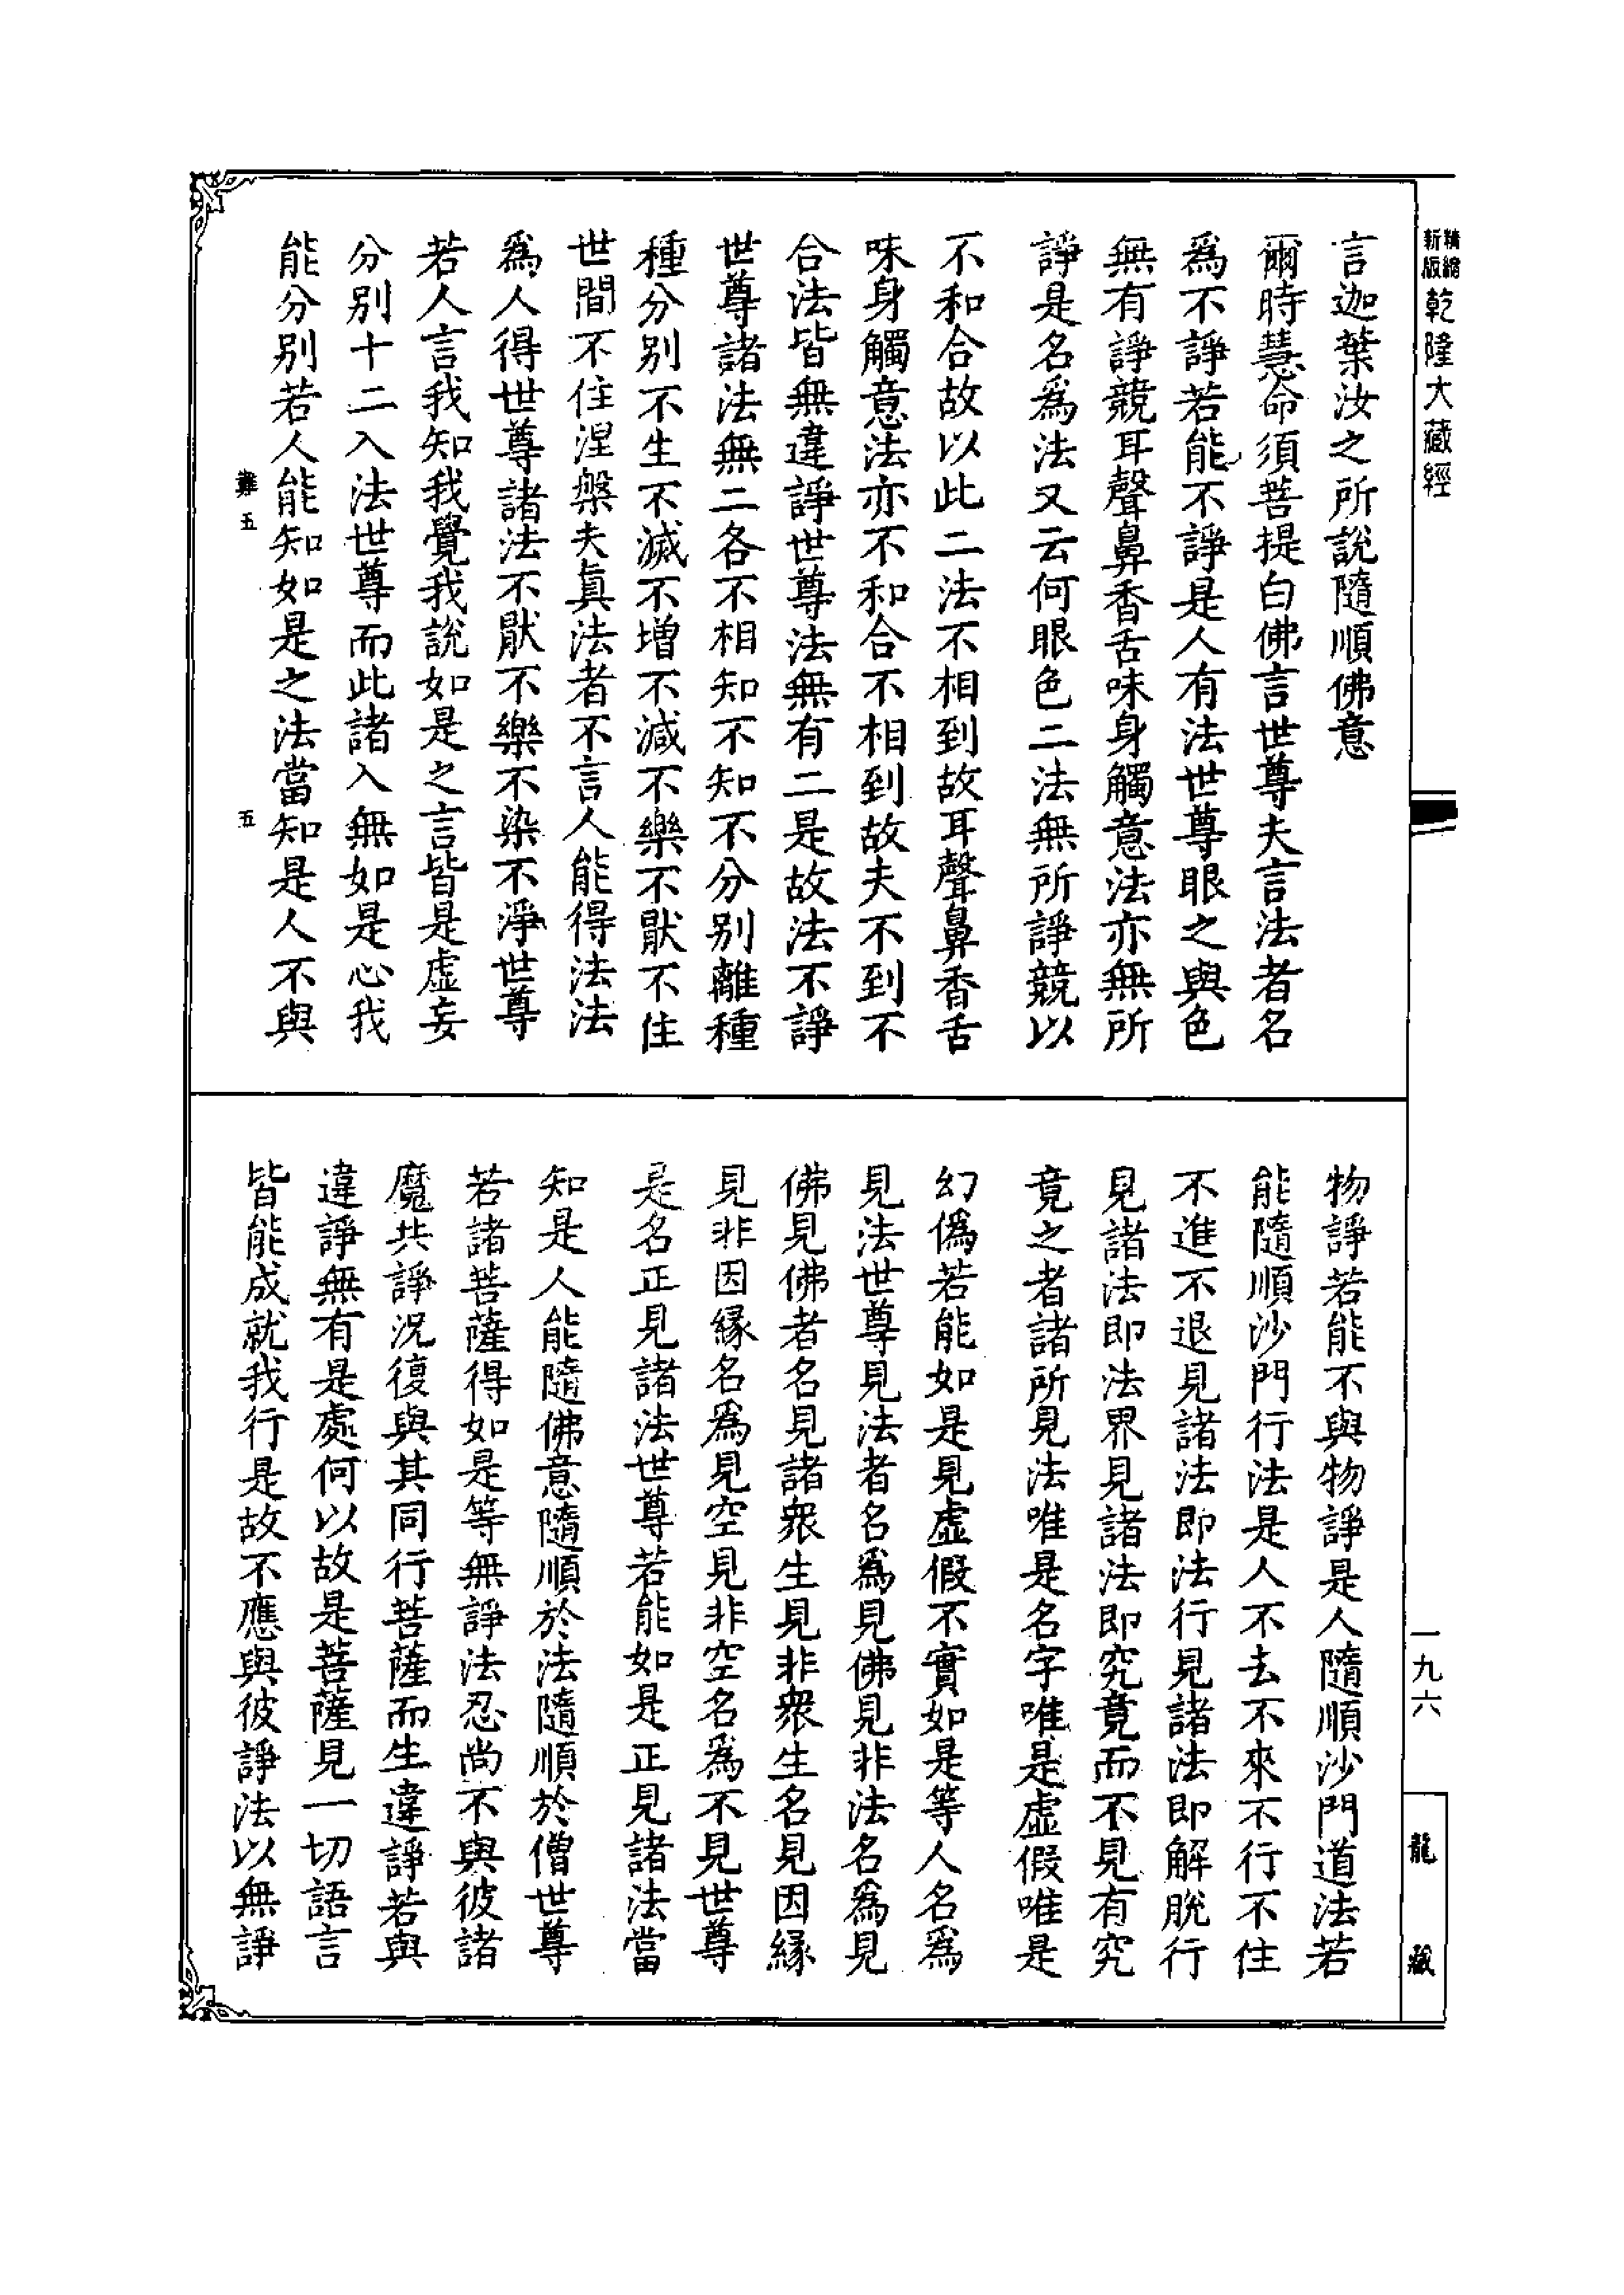 精縮新版乾隆大藏經
言迦葉汝之所說隨順佛意
爾時慧命須菩提白佛言世尊夫言法者名
爲不諍若能不諍是人有法世尊眼之與色
無有諍競耳聲鼻香舌味身觸意法亦無所
諍是名爲法又云何眼色二法無所諍競以
不和合故以此二法不相到故耳聲鼻香舌
味身觸意法亦不和合不相到故夫不到不
合法皆無違諍世尊法無有二是故法不諍
世尊諸法無二各不相知不知不分别離種
種分别不生不滅不增不減不樂不猒不住
世間不住涅槃夫真法者不言人能得法法
爲人得世尊諸法不猒不樂不染不淨世尊
若人言我知我覺我說如是之言皆是虛妄
分别十二入法世尊而此諸入無如是心我
能分别若人能知如是之法當知是人不與
難五
五
物諍若能不與物諍是人隨順沙門道法若
能隨順沙門行法是人不去不來不行不住
不進不退見諸法即法行見諸法即解脫行
見諸法即法界見諸法即究竟而不見有究
竟之者諸所見法唯是名字唯是虛假唯是
幻僞若能如是見虛假不實如是等人名爲
見法世尊見法者名爲見佛見非法名爲見
佛見佛者名見諸衆生見非衆生名見因緣
見非因緣名爲見空見非空名爲不見世尊
是名正見諸法世尊若能如是正見諸法當
知是人能隨佛意隨順於法隨順於僧世尊
若諸菩薩得如是等無諍法忍尚不與彼諸
魔共諍況復與其同行菩薩而生違諍若與
違諍無有是處何以故是菩薩見一切語言
皆能成就我行是故不應與彼諍法以無諍
一九六
龍藏